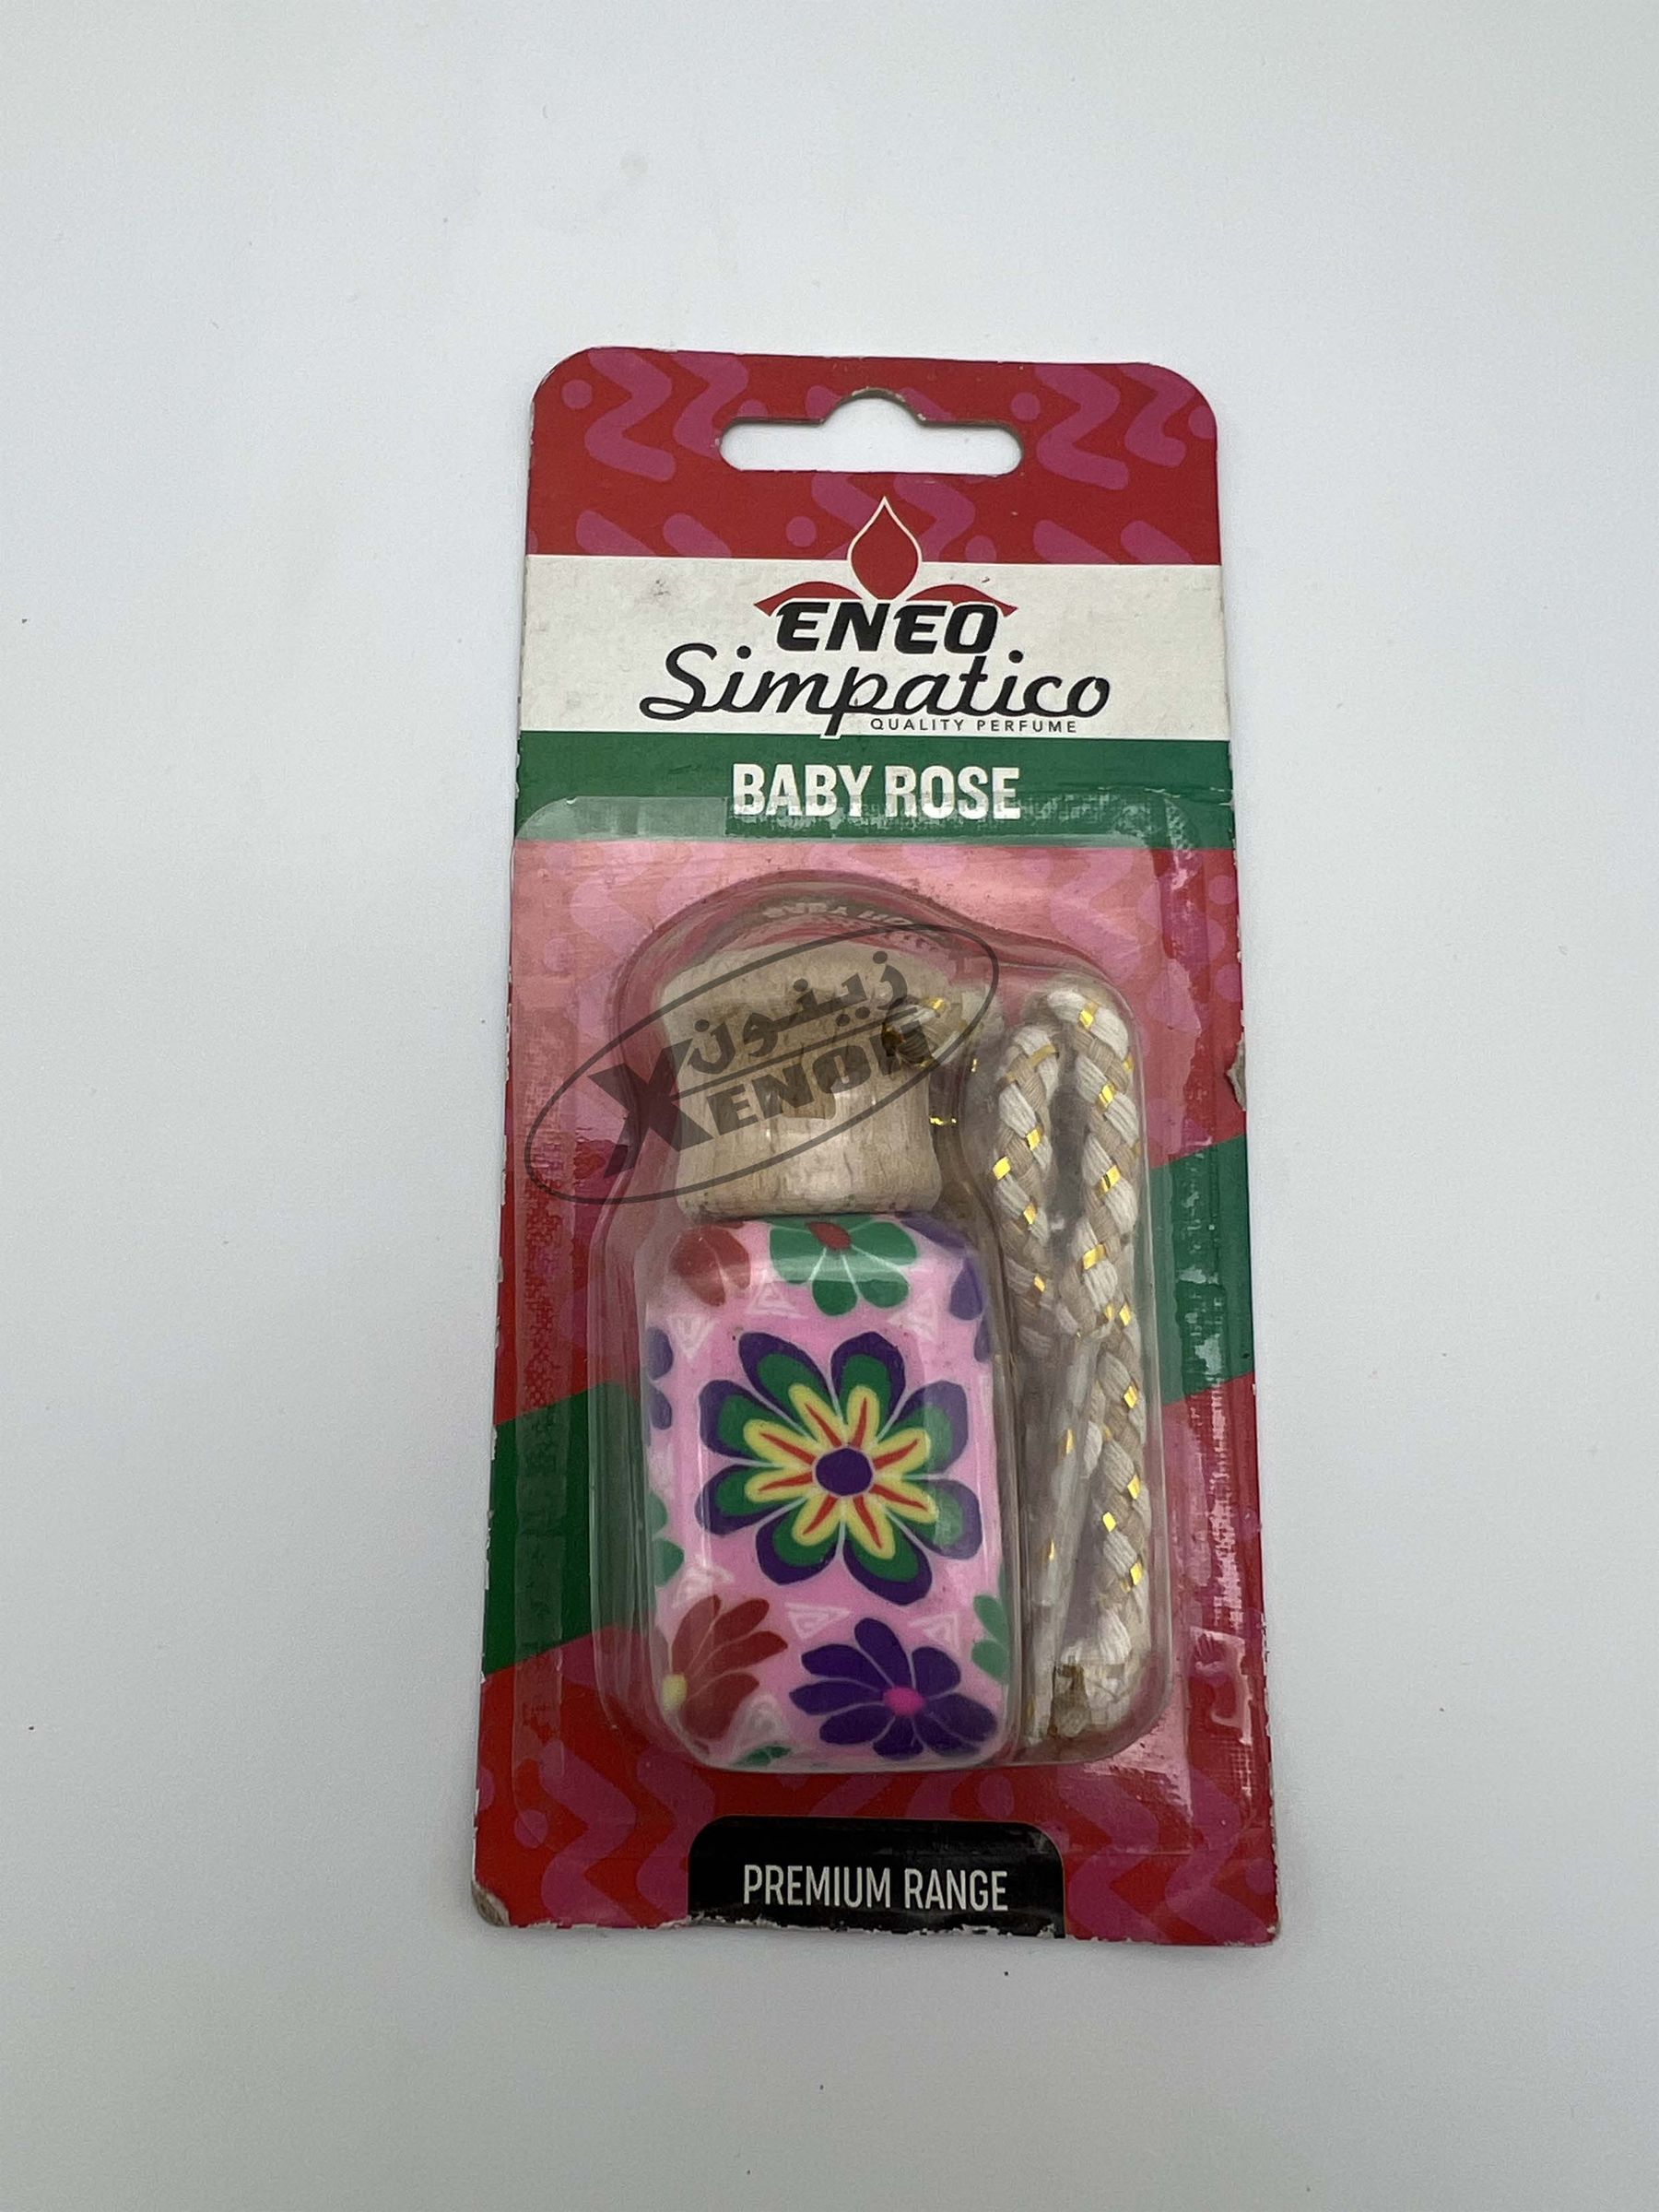 ENEO
Simpatico
QUALITY PERFUME
BABY ROSE
زينون
XENON
PREMIUM RANGE